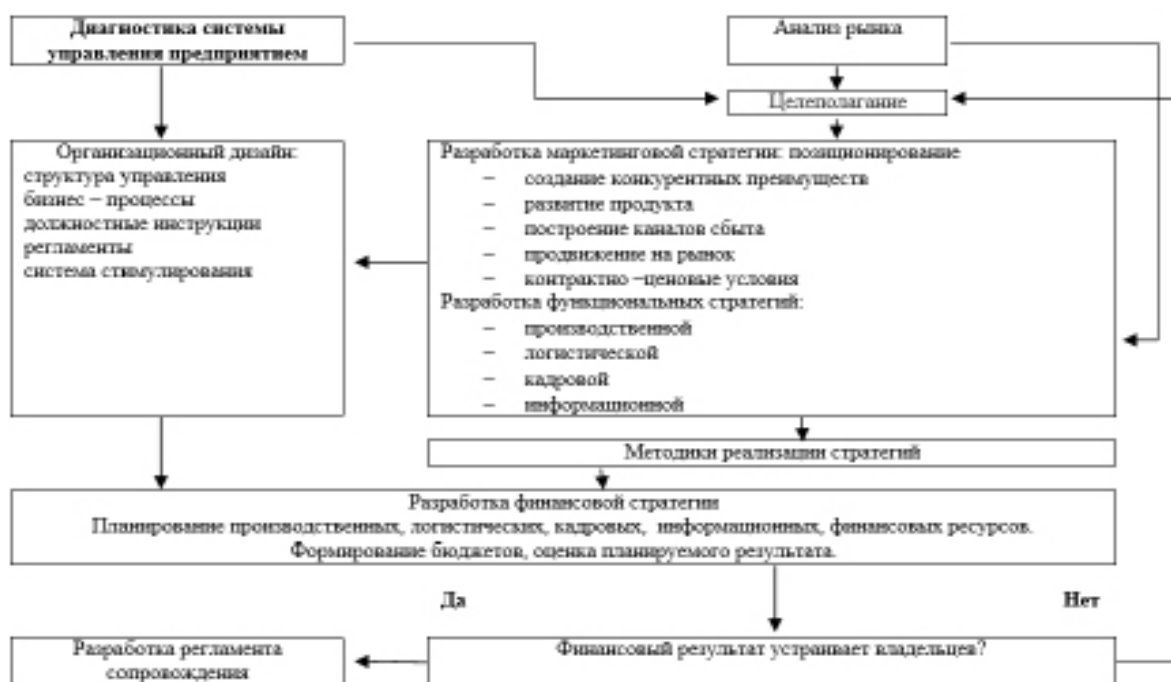 Диагностика системы
управления предприятием
Анализ рынка
Целеполагание
Организационный дизайн:
структура управления
бизнес – процессы
должностные инструкции
регламенты
система стимулирования
Разработка маркетинговой стратегии: позиционирование
– создание конкурентных преимуществ
– развитие продукта
– построение каналов сбыта
– продвижение на рынок
– контрактно –ценовые условия
Разработка функциональных стратегий:
– производственной
– логистической
– кадровой
– информационной
Методики реализации стратегий
Разработка финансовой стратегии
Планирование производственных, логистических, кадровых, информационных, финансовых ресурсов.
Формирование бюджетов, оценка планируемого результата.
Да
Нет
Разработка регламента
сопровождения
Финансовый результат устраивает владельцев?